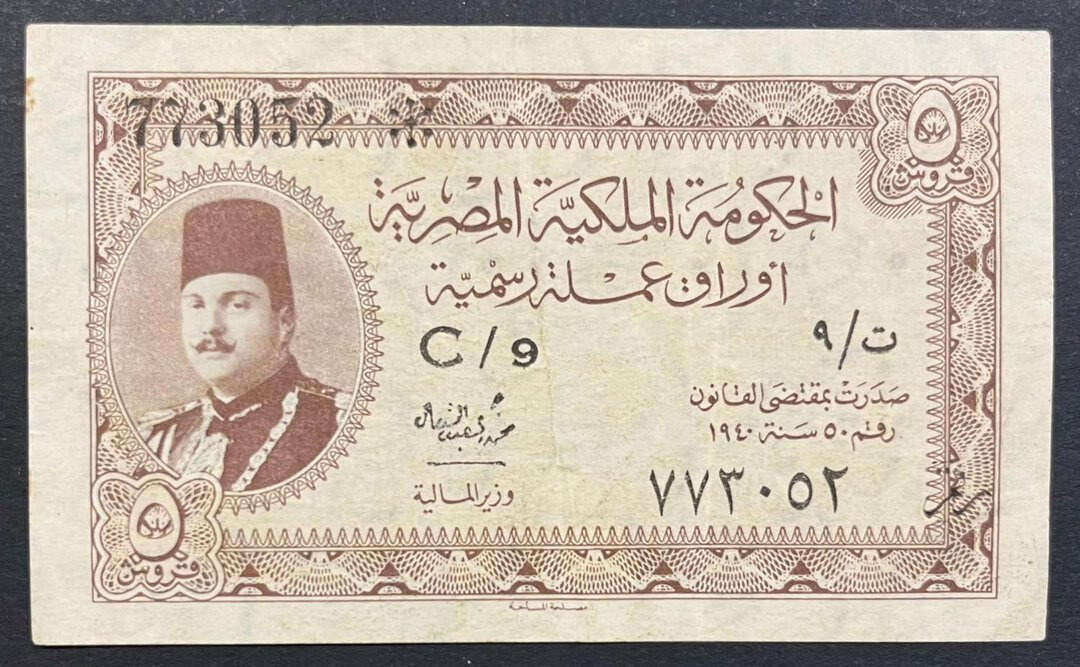 773052 *
٥
قروش
الحكومة الملكية المصرية
أوراق عملة رسمية
C/9
ت/٩
صدرت بمقتضى القانون
رقم ٥٠ سنة ١٩٤٠
وزير المالية
٧٧٣٠٥٢
٥
قروش
مصلحة المساحة